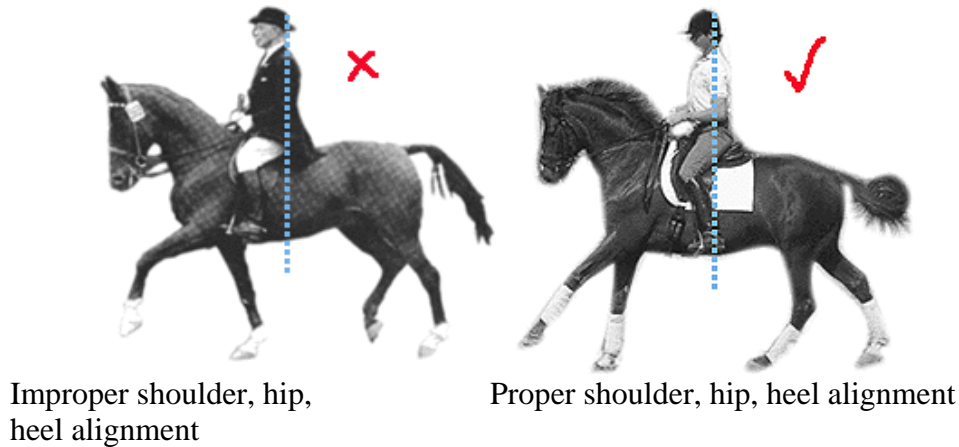 Improper shoulder, hip,
heel alignment
Proper shoulder, hip, heel alignment